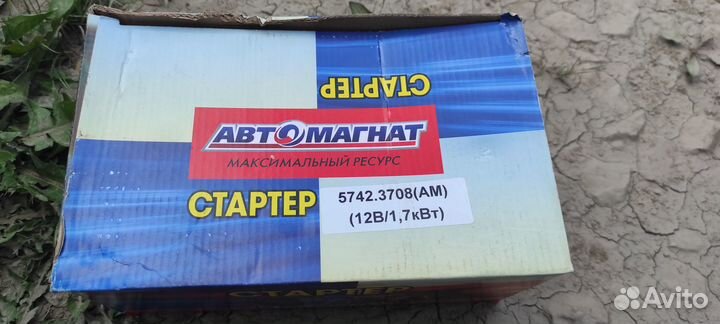 СТАРТЕР
АВТОМАГНАТ
МАКСИМАЛЬНЫЙ РЕСУРС
СТАРТЕР
5742.3708(АМ)
(12В/1,7кВт)
СТАРТЕР
Avito